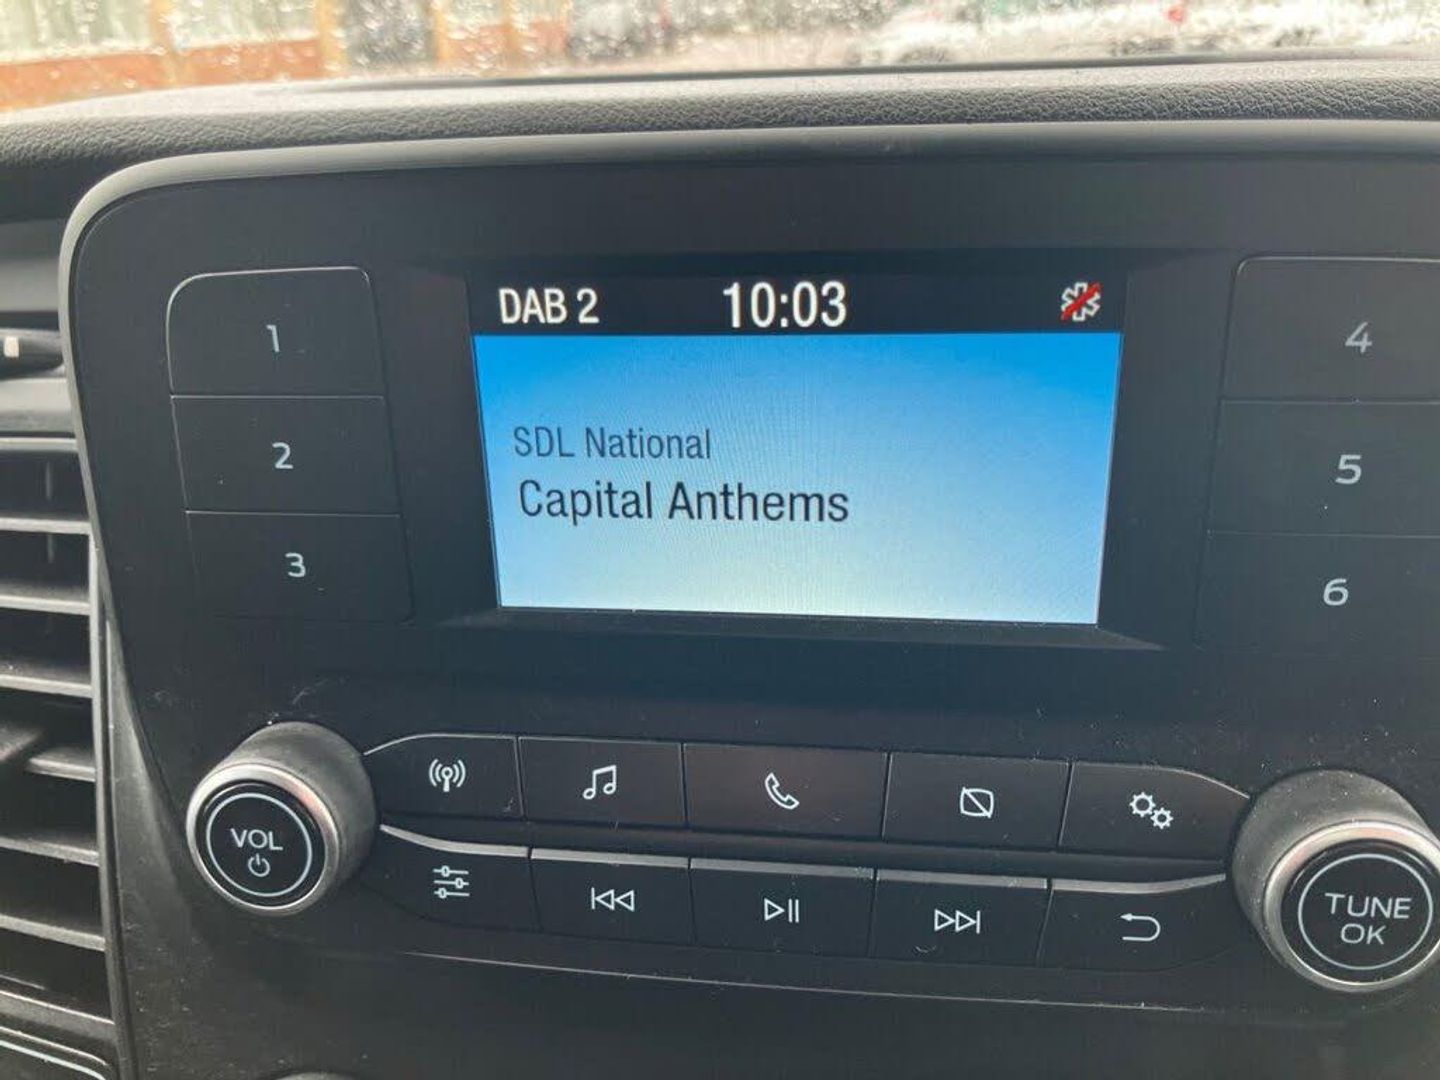 DAB 2 10:03
SDL National
Capital Anthems
1
2
3
4
5
6
VOL
TUNE
OK